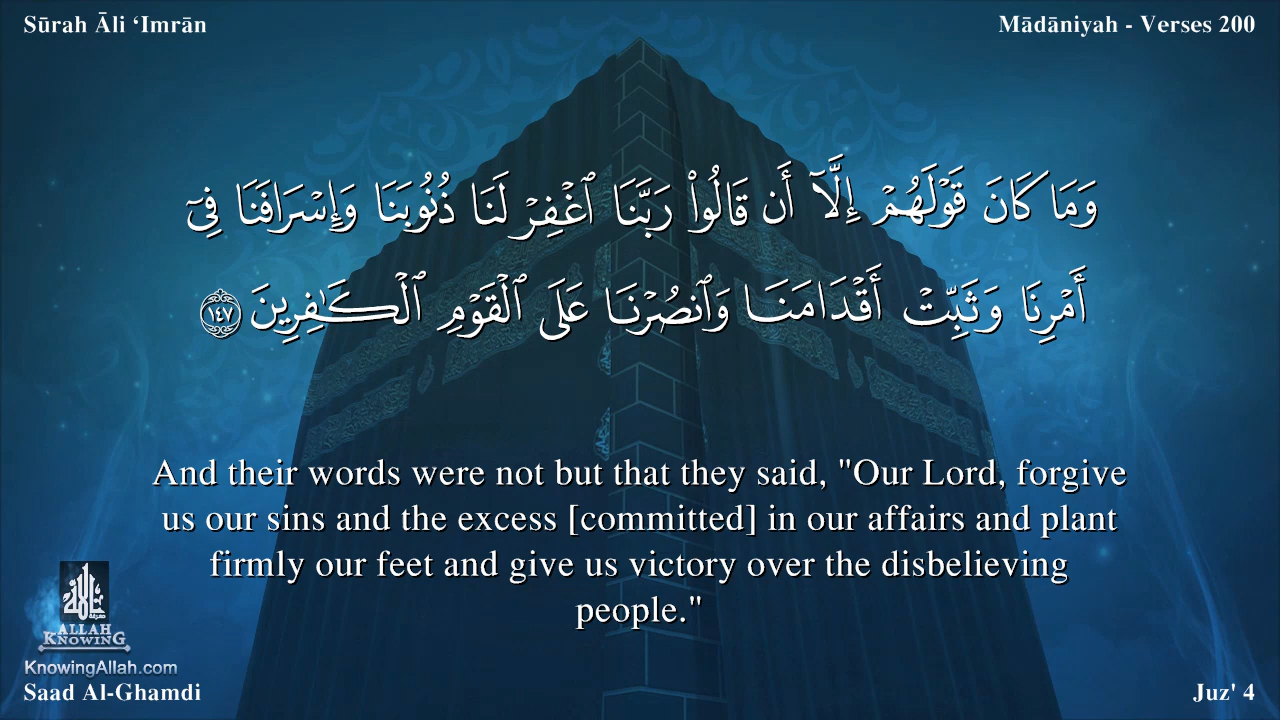 Sūrah Āli ‘Imrān
Mādāniyah - Verses 200
وَمَا كَانَ قَوْلَهُمْ إِلَّآ أَن قَالُوا۟ رَبَّنَا ٱغْفِرْ لَنَا ذُنُوبَنَا وَإِسْرَافَنَا فِىٓ
أَمْرِنَا وَثَبِّتْ أَقْدَامَنَا وَٱنصُرْنَا عَلَى ٱلْقَوْمِ ٱلْكَـٰفِرِينَ ١٤٧
And their words were not but that they said, "Our Lord, forgive
us our sins and the excess [committed] in our affairs and plant
firmly our feet and give us victory over the disbelieving
people."
ALLAH
KNOWING
KnowingAllah.com
Saad Al-Ghamdi
Juz' 4